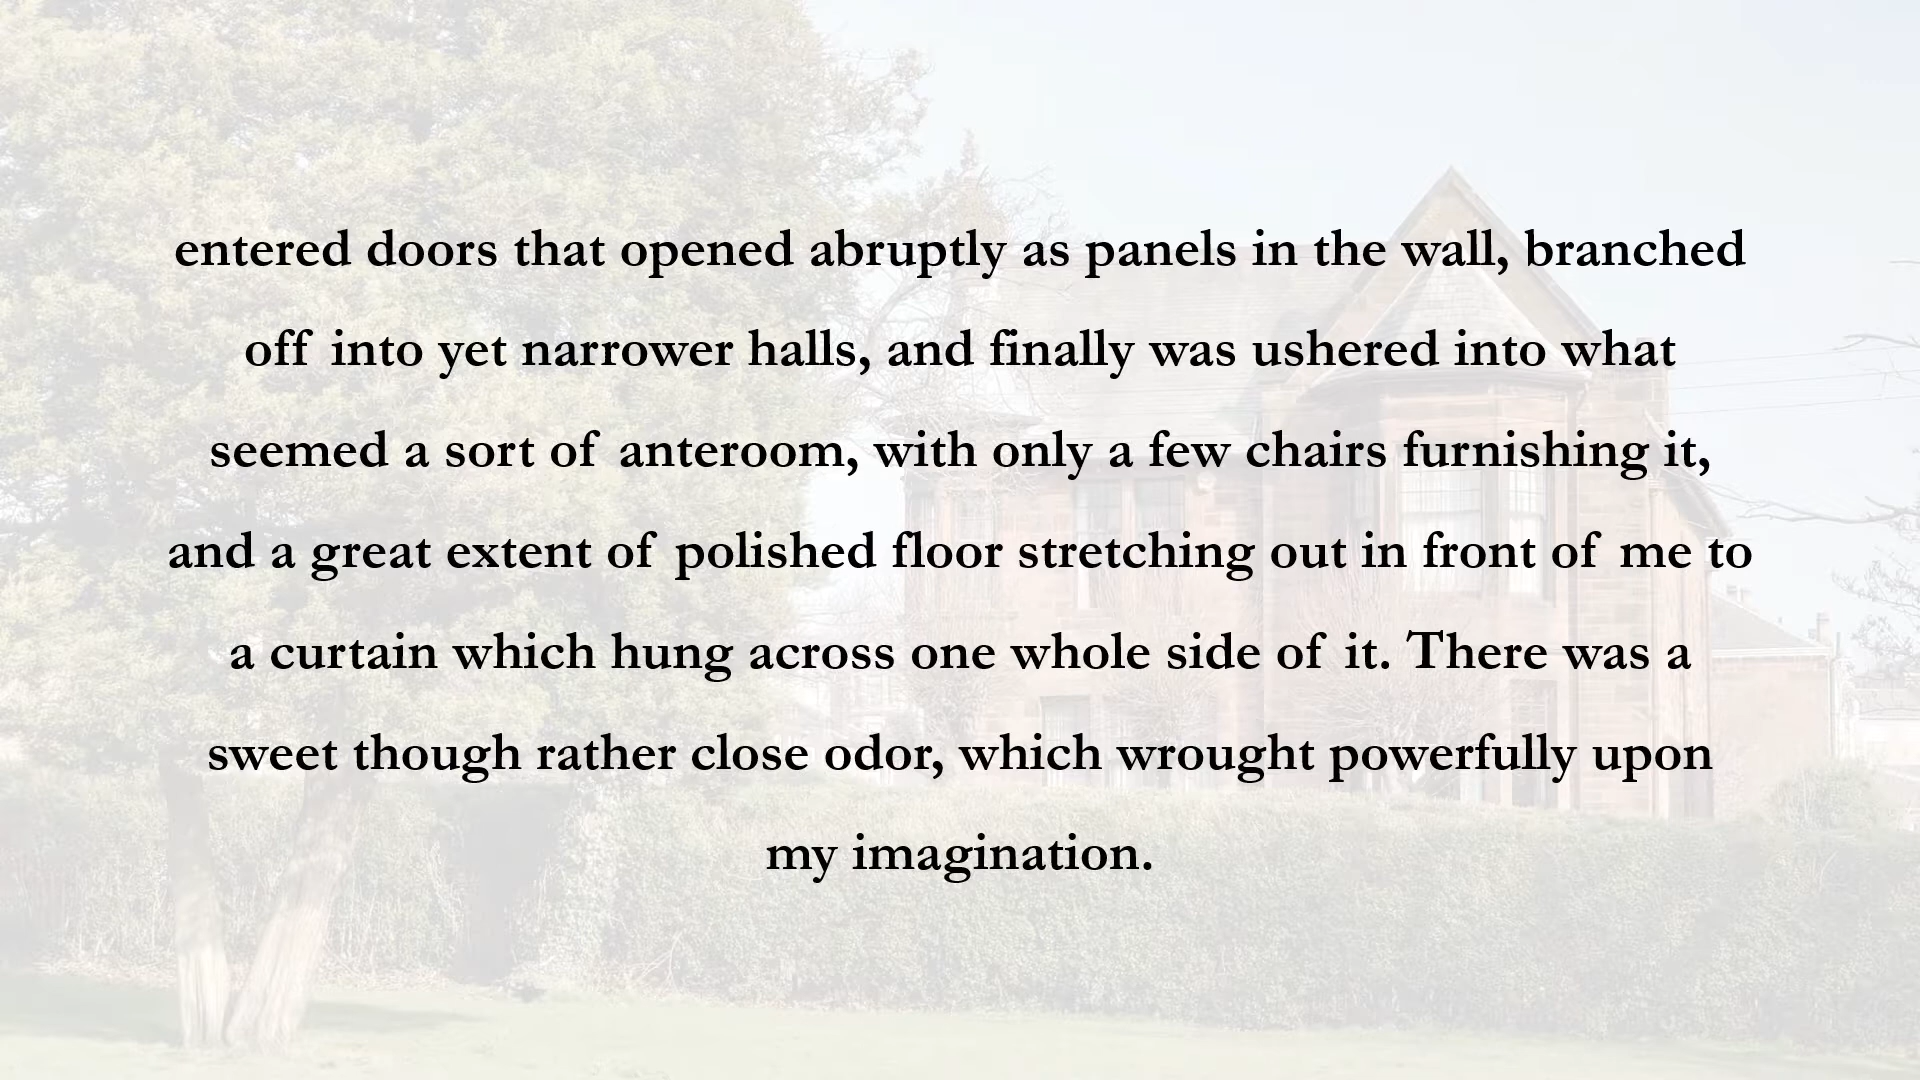 entered doors that opened abruptly as panels in the wall, branched
off into yet narrower halls, and finally was ushered into what
seemed a sort of anteroom, with only a few chairs furnishing it,
and a great extent of polished floor stretching out in front of me to
a curtain which hung across one whole side of it. There was a
sweet though rather close odor, which wrought powerfully upon
my imagination.